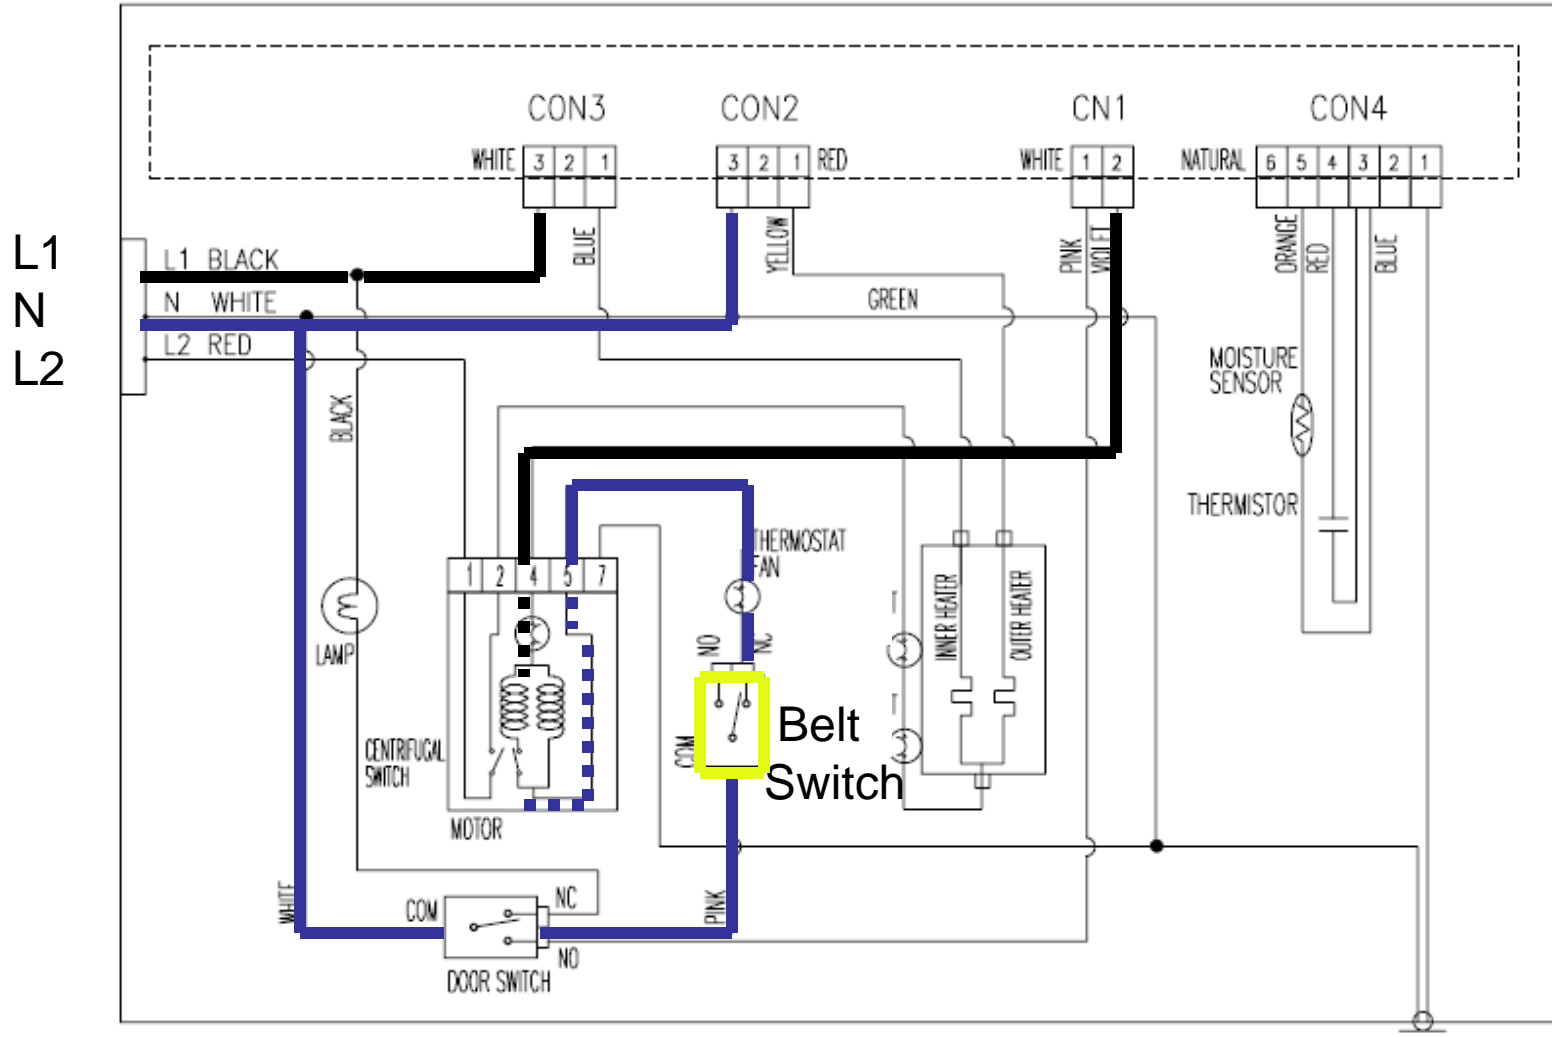 CON3 CON2 CN1 CON4
WHITE 3 2 1
3 2 1 RED
WHITE 1 2
NATURAL 6 5 4 3 2 1
L1
N
L2
L1 BLACK
N WHITE
L2 RED
BLUE
YELLOW
PINK
VIOLET
ORANGE
RED
BLUE
GREEN
BLACK
MOISTURE
SENSOR
THERMISTOR
THERMOSTAT
FAN
1 2 4 5 7
LAMP
NO
NC
INNER HEATER
OUTER HEATER
COM
Belt
Switch
CENTRIFUGAL
SWITCH
MOTOR
WHITE
PINK
COM
NC
NO
DOOR SWITCH